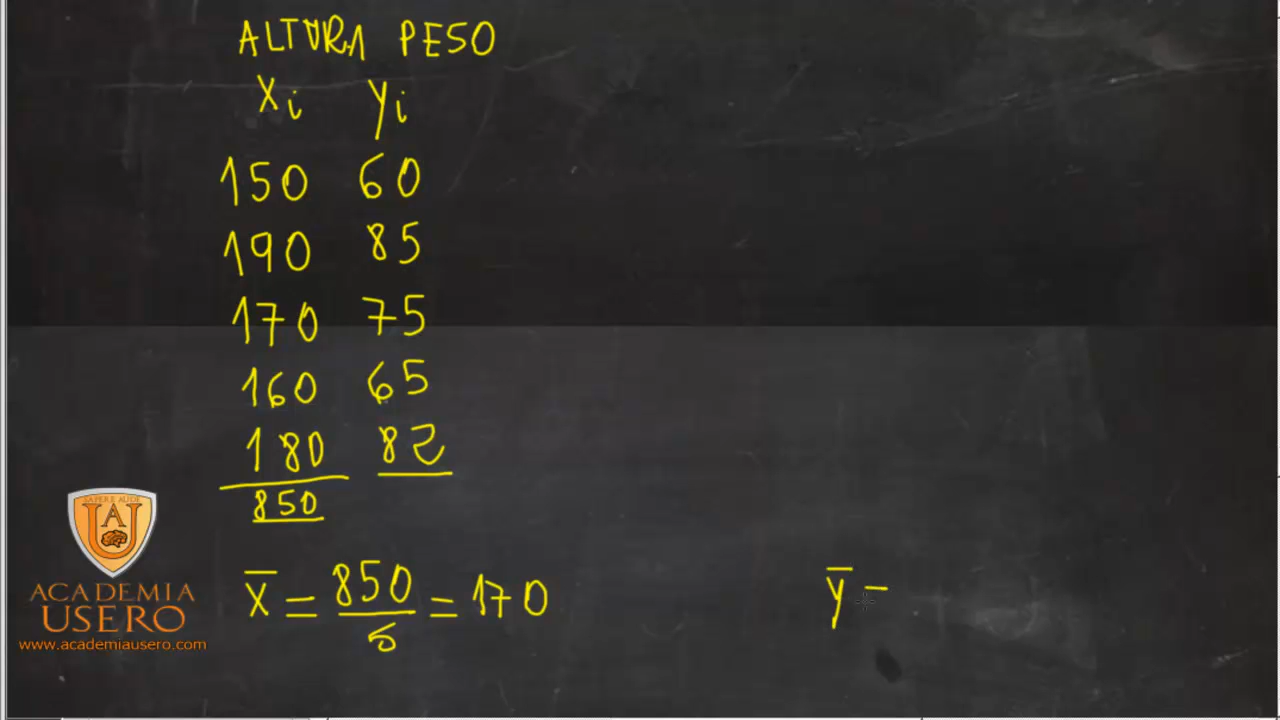 ALTURA PESO
Xi yi
150 60
190 85
170 75
160 65
180 82
850
X̅ = 850/5 = 170
y̅ =
SAPERE AUDE
UA
ACADEMIA
USERO
www.academiausero.com